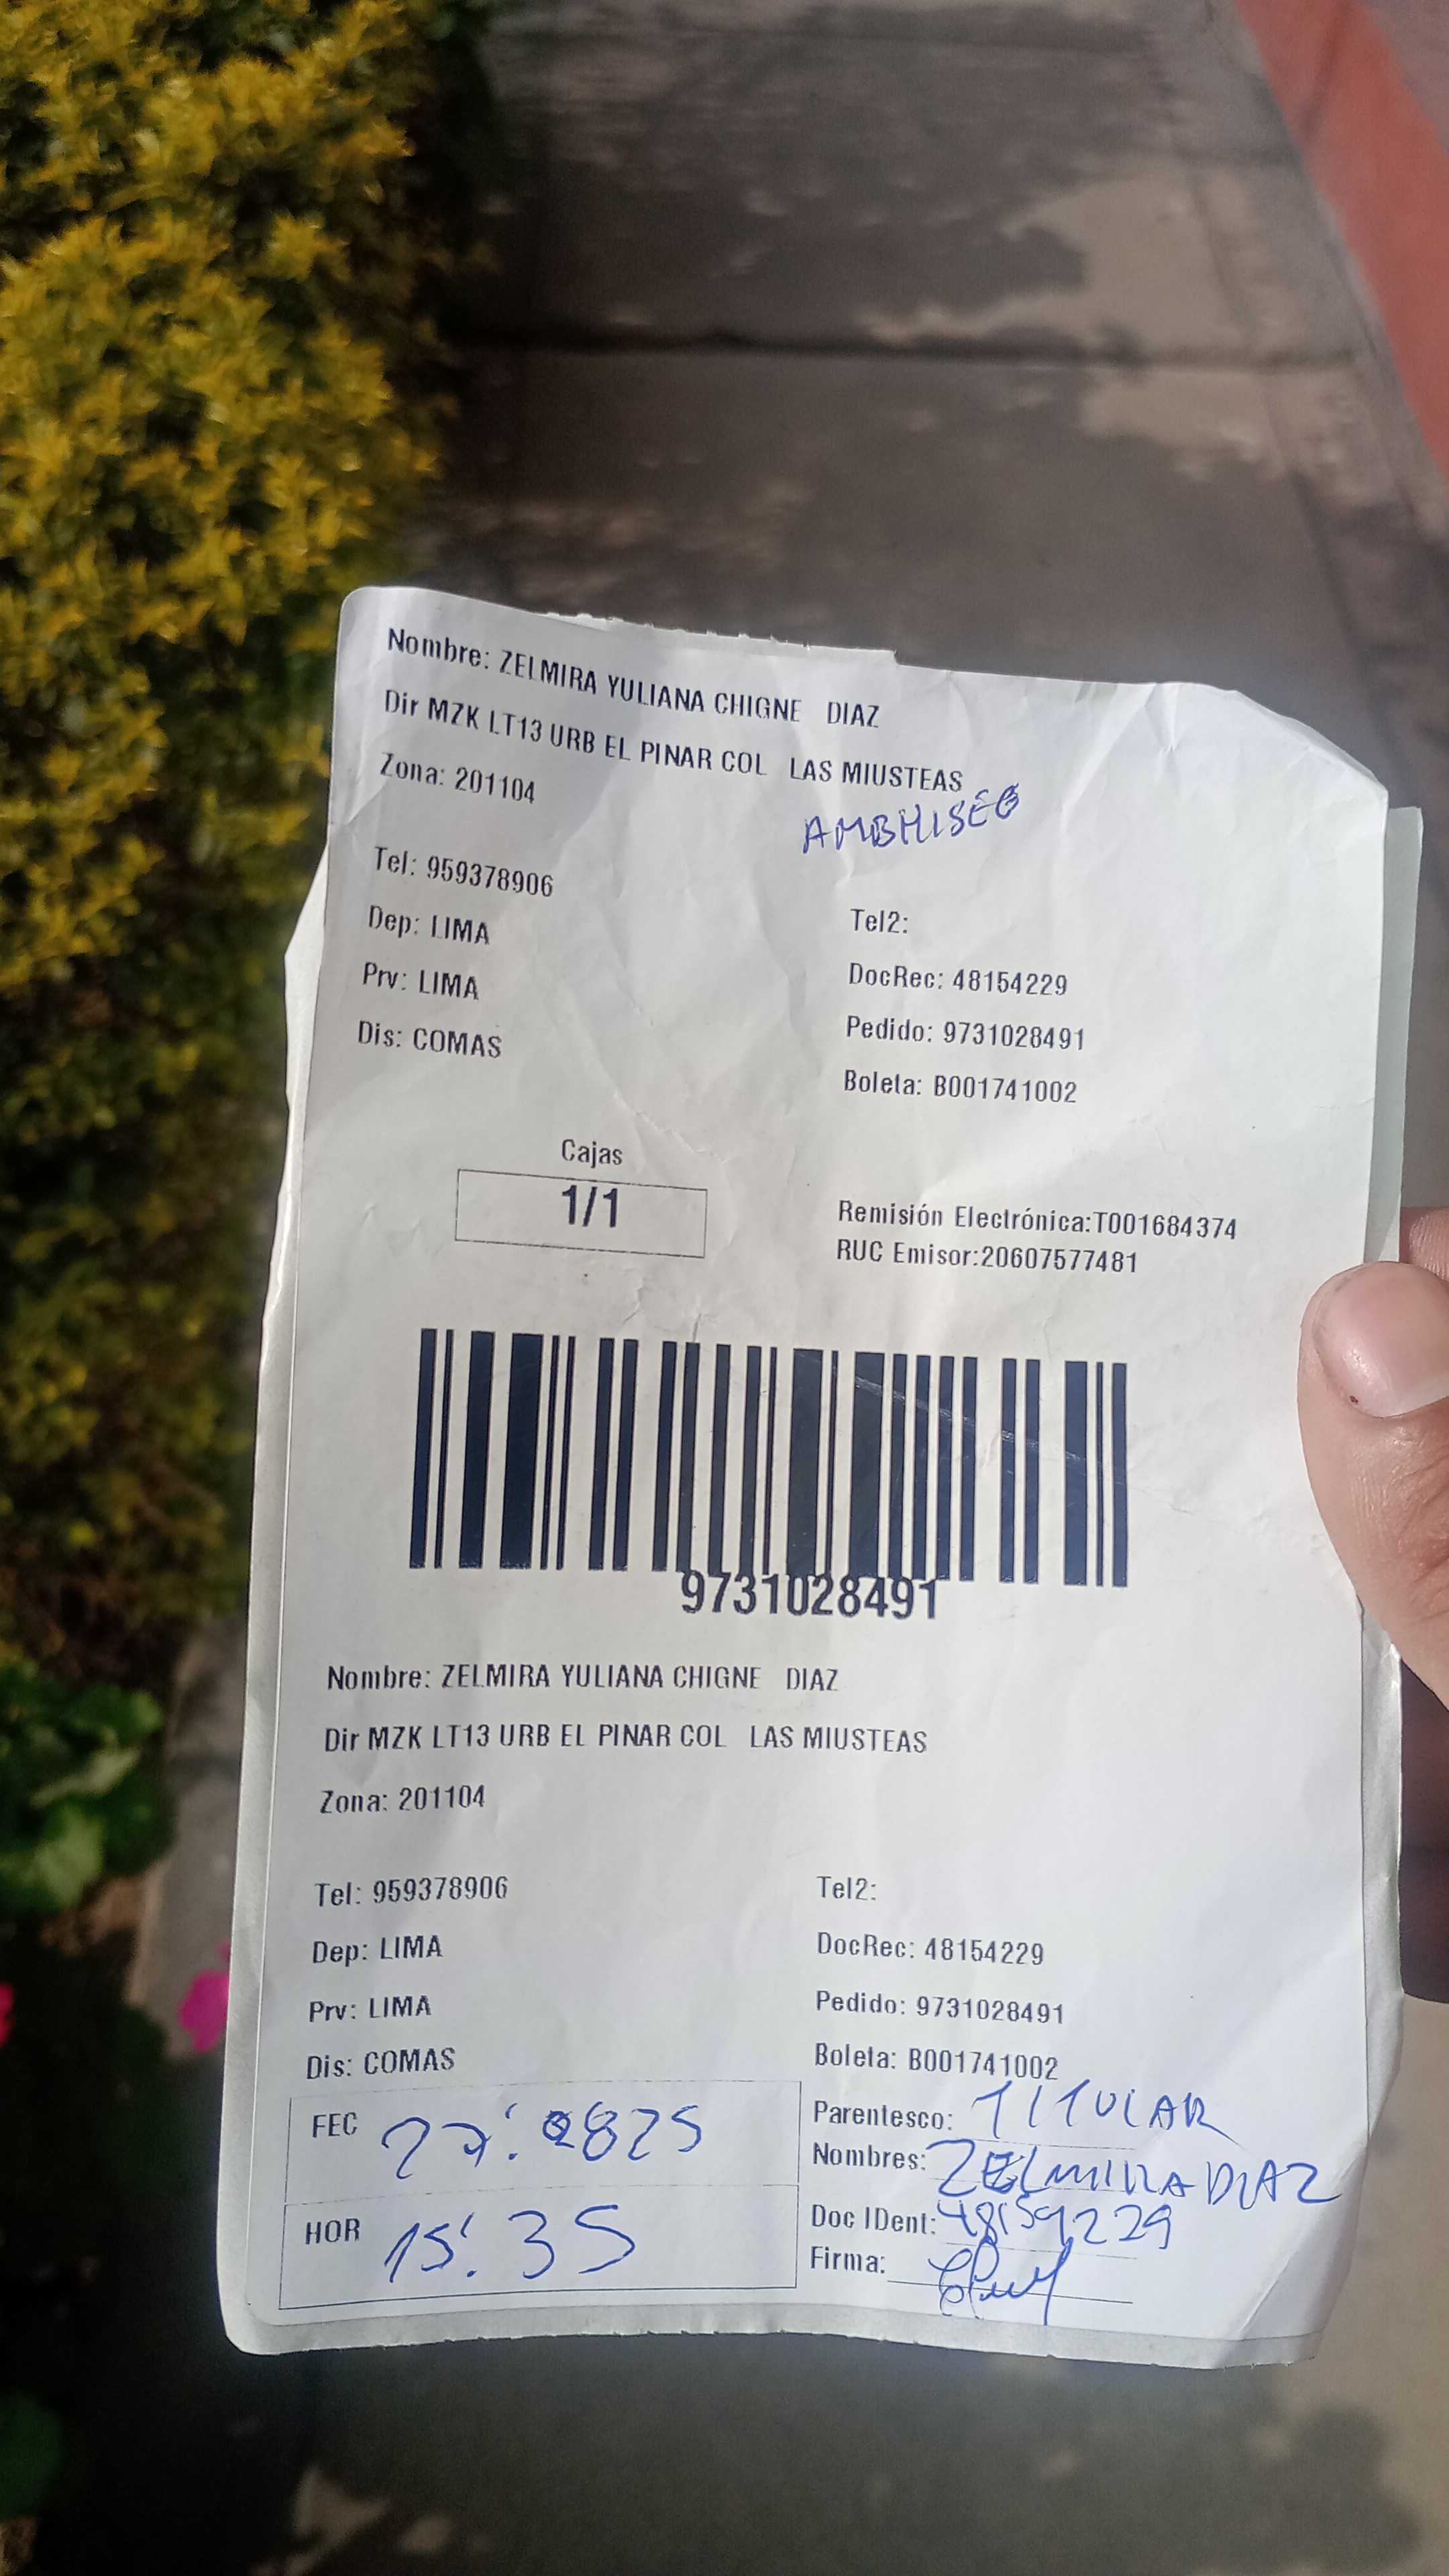 Nombre: ZELMIRA YULIANA CHIGNE DIAZ
Dir MZK LT13 URB EL PINAR COL LAS MIUSTEAS
Zona: 201104
Tel: 959378906
Tel2:
Dep: LIMA
DocRec: 48154229
Prv: LIMA
Pedido: 9731028491
Dis: COMAS
Boleta: B001741002
Cajas
1/1
Remisión Electrónica:T001684374
RUC Emisor:20607577481
9731028491
Nombre: ZELMIRA YULIANA CHIGNE DIAZ
Dir MZK LT13 URB EL PINAR COL LAS MIUSTEAS
Zona: 201104
Tel: 959378906
Tel2:
Dep: LIMA
DocRec: 48154229
Prv: LIMA
Pedido: 9731028491
Dis: COMAS
Boleta: B001741002
FEC
Parentesco: TITULAR
Nombres: ZELMIRA DIAZ
HOR 15:35
Doc IDent: 48154229
Firma: